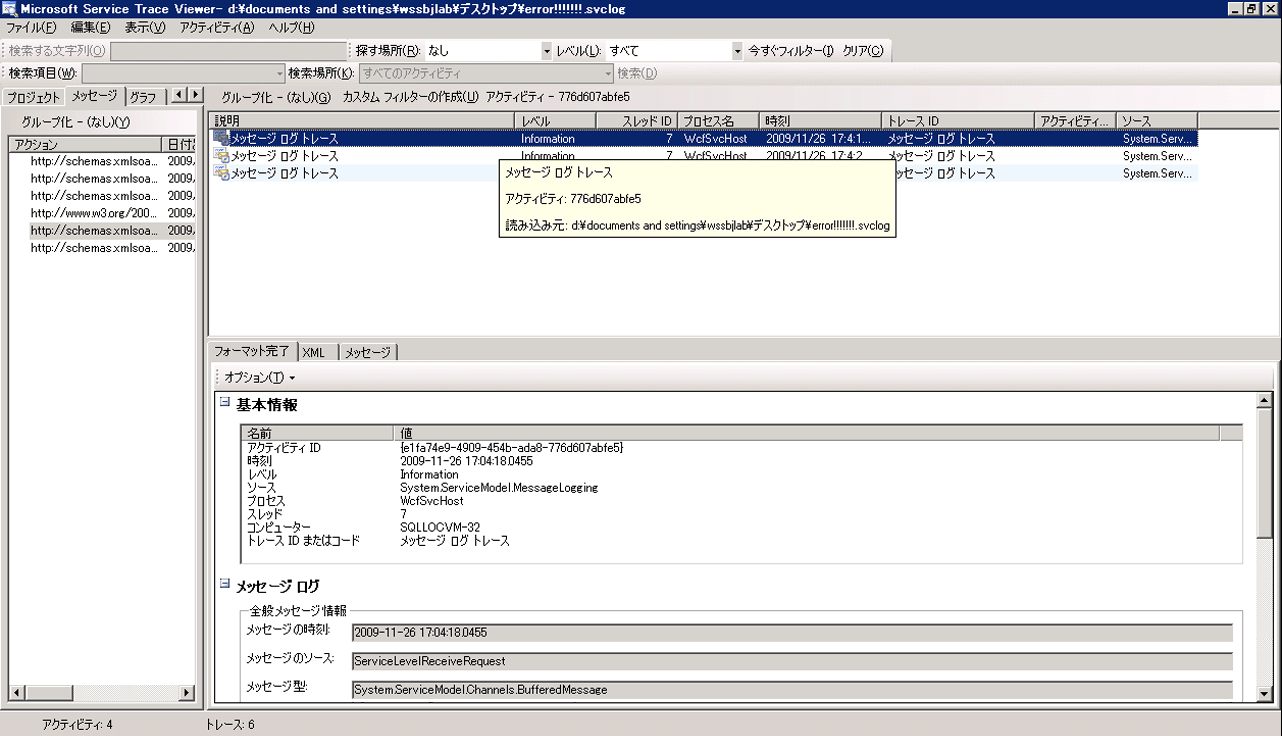 Microsoft Service Trace Viewer- d:¥documents and settings¥wssbjlab¥デスクトップ¥error!!!!!!!.svclog
ファイル(F) 編集(E) 表示(V) アクティビティ(A) ヘルプ(H)
検索する文字列(O) 探す場所(R): なし レベル(L): すべて 今すぐフィルター(I) クリア(C)
検索項目(W): 検索場所(K): すべてのアクティビティ 検索(D)
プロジェクト メッセージ グラフ
グループ化 - (なし)(G) カスタム フィルターの作成(U) アクティビティ - 776d607abfe5
グループ化 - (なし)(Y)
アクション 日付と
http://schemas.xmlsoa... 2009/
http://schemas.xmlsoa... 2009/
http://schemas.xmlsoa... 2009/
http://www.w3.org/200... 2009/
http://schemas.xmlsoa... 2009/
http://schemas.xmlsoa... 2009/
説明 レベル スレッド ID プロセス名 時刻 トレース ID アクティビティ... ソース
メッセージ ログ トレース Information 7 WcfSvcHost 2009/11/26 17:4:1... メッセージ ログ トレース System.Serv...
メッセージ ログ トレース Information 7 WcfSvcHost 2009/11/26 17:4:2... メッセージ ログ トレース System.Serv...
メッセージ ログ トレース ッセージ ログ トレース System.Serv...
メッセージ ログ トレース
アクティビティ: 776d607abfe5
読み込み元: d:¥documents and settings¥wssbjlab¥デスクトップ¥error!!!!!!!.svclog
フォーマット完了 XML メッセージ
オプション(T)
基本情報
名前 値
アクティビティ ID {e1fa74e9-4909-454b-ada8-776d607abfe5}
時刻 2009-11-26 17:04:18.0455
レベル Information
ソース System.ServiceModel.MessageLogging
プロセス WcfSvcHost
スレッド 7
コンピューター SQLLOCVM-32
トレース ID またはコード メッセージ ログ トレース
メッセージ ログ
全般メッセージ情報
メッセージの時刻: 2009-11-26 17:04:18.0455
メッセージのソース: ServiceLevelReceiveRequest
メッセージ型: System.ServiceModel.Channels.BufferedMessage
アクティビティ: 4 トレース: 6